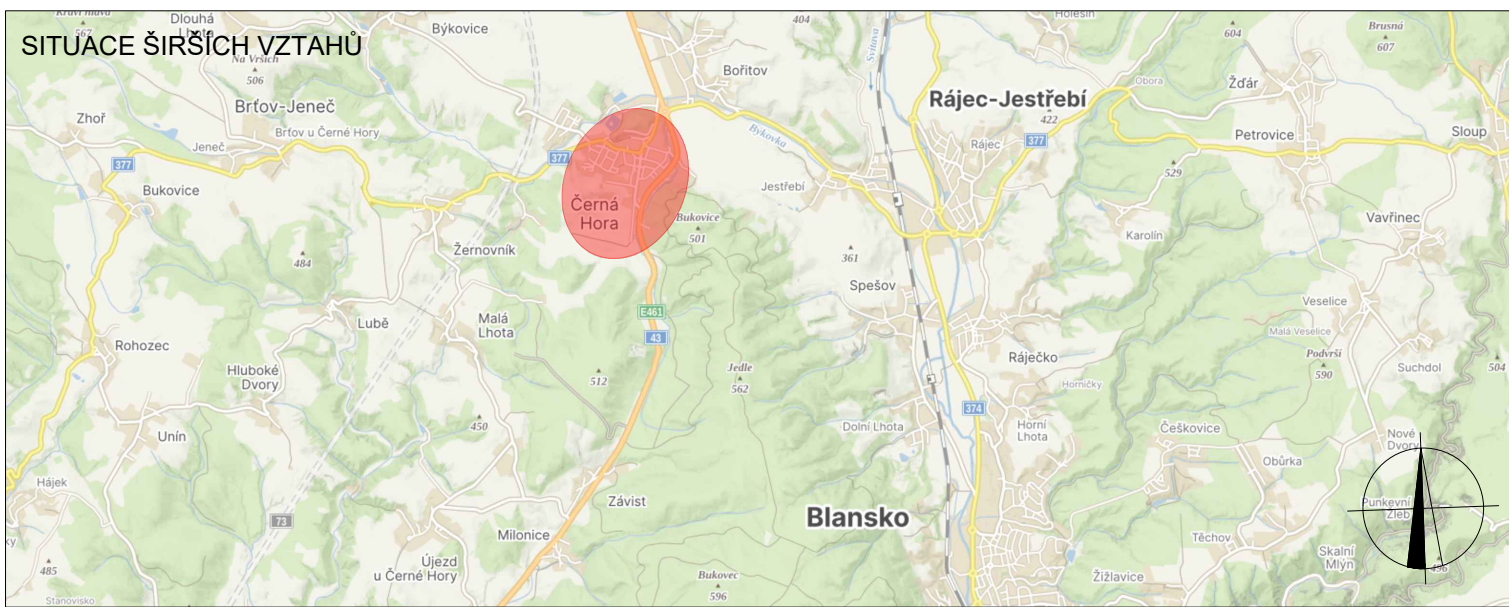 SITUACE ŠIRŠÍCH VZTAHŮ
Dlouhá
Lhota
567
Na Vrších
506
Býkovice
404
Svitava
Holešín
604
Brusná
607
Bořitov
Obora
Žďár
Zhoř
Brťov-Jeneč
Brťov u Černé Hory
Jeneč
377
377
Býkovka
Rájec-Jestřebí
422
Rájec
377
Petrovice
Sloup
Bukovice
Jestřebí
529
Černá
Hora
Bukovice
501
Vavřinec
Karolín
Žernovník
484
361
Spešov
Veselice
E461
43
Malá
Lhota
Lubě
Rohozec
Ráječko
Malá Veselice
Podvrší
590
Suchdol
504
Hluboké
Dvory
512
Jedle
562
Horničky
374
450
Unín
Dolní Lhota
Horní
Lhota
Češkovice
Nové
Dvory
Obůrka
Hájek
Závist
Punkevní
Žleb
73
Blansko
Milonice
Těchov
ky
485
Újezd
u Černé Hory
Skalní
Mlýn
496
Stanovisko
Bukovec
596
Žižlavice